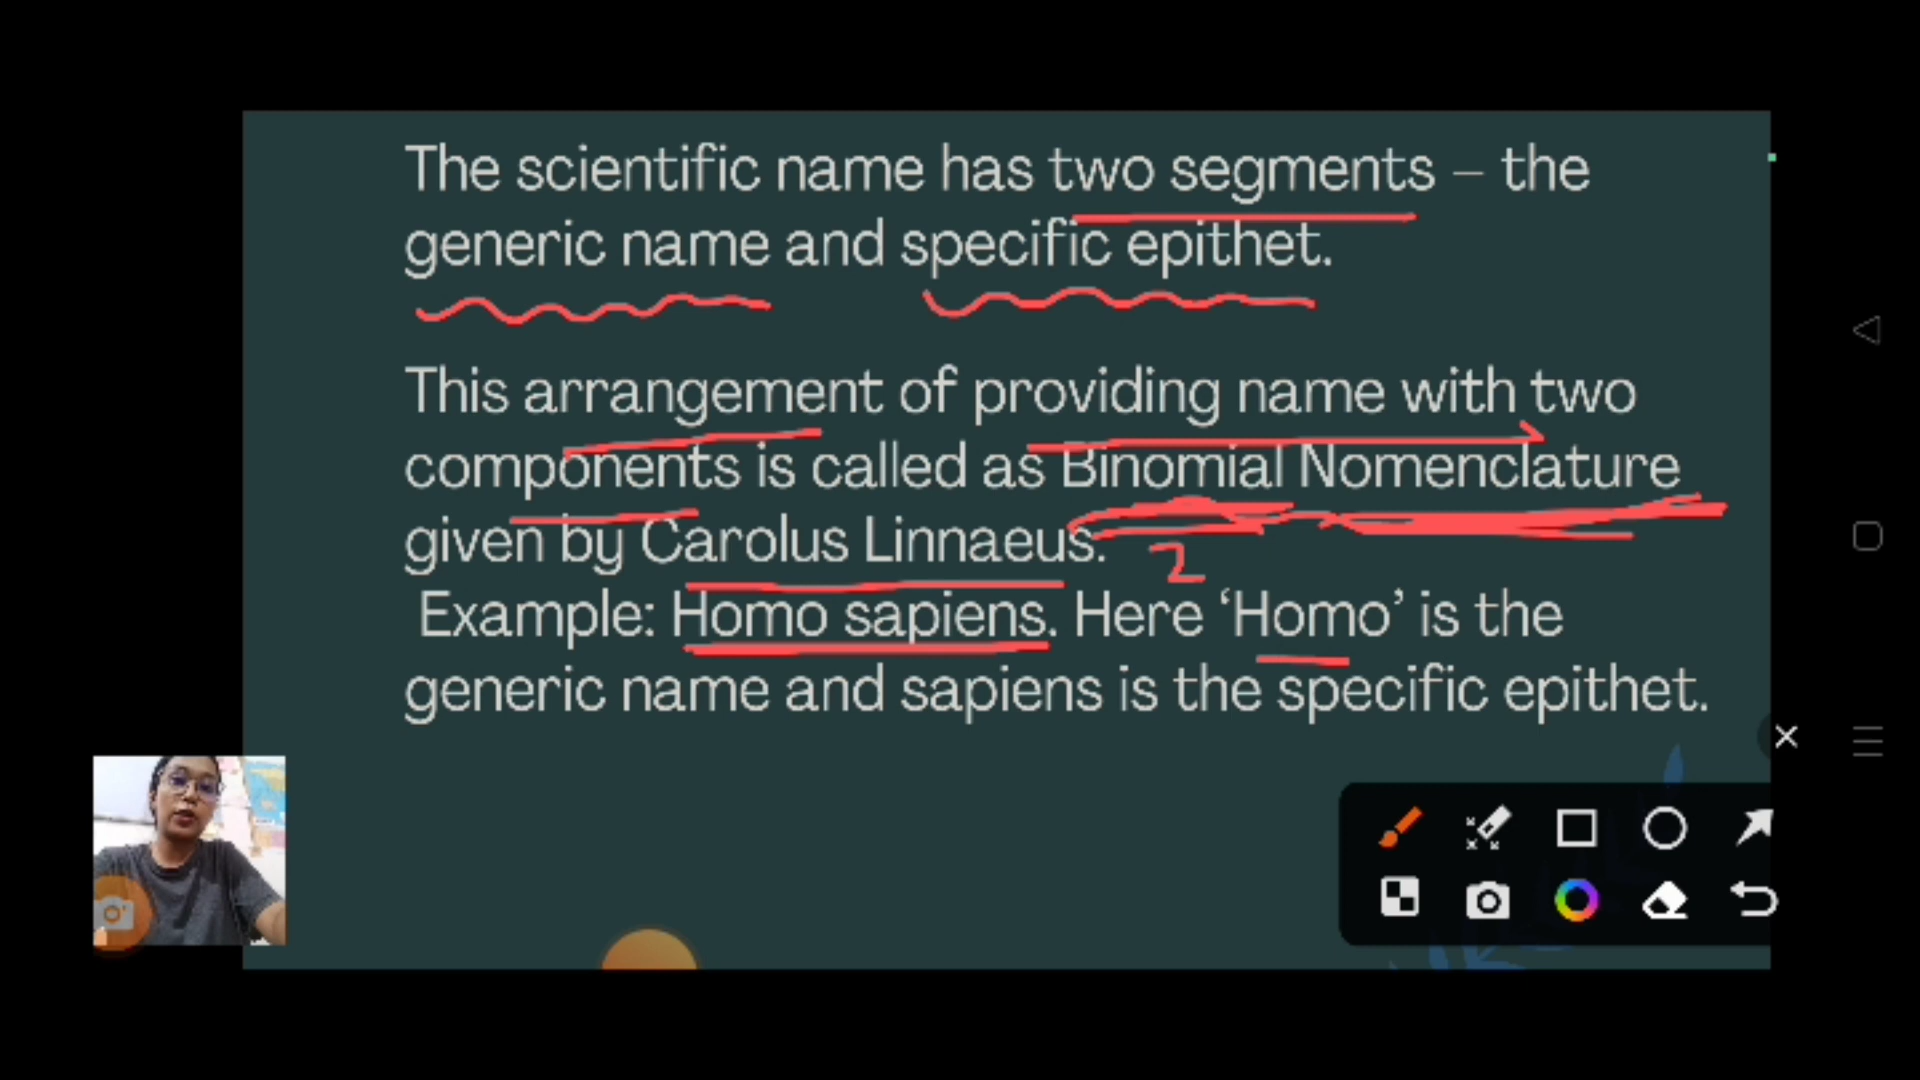 The scientific name has two segments – the
generic name and specific epithet.
This arrangement of providing name with two
components is called as Binomial Nomenclature
given by Carolus Linnaeus.
2
Example: Homo sapiens. Here ‘Homo’ is the
generic name and sapiens is the specific epithet.